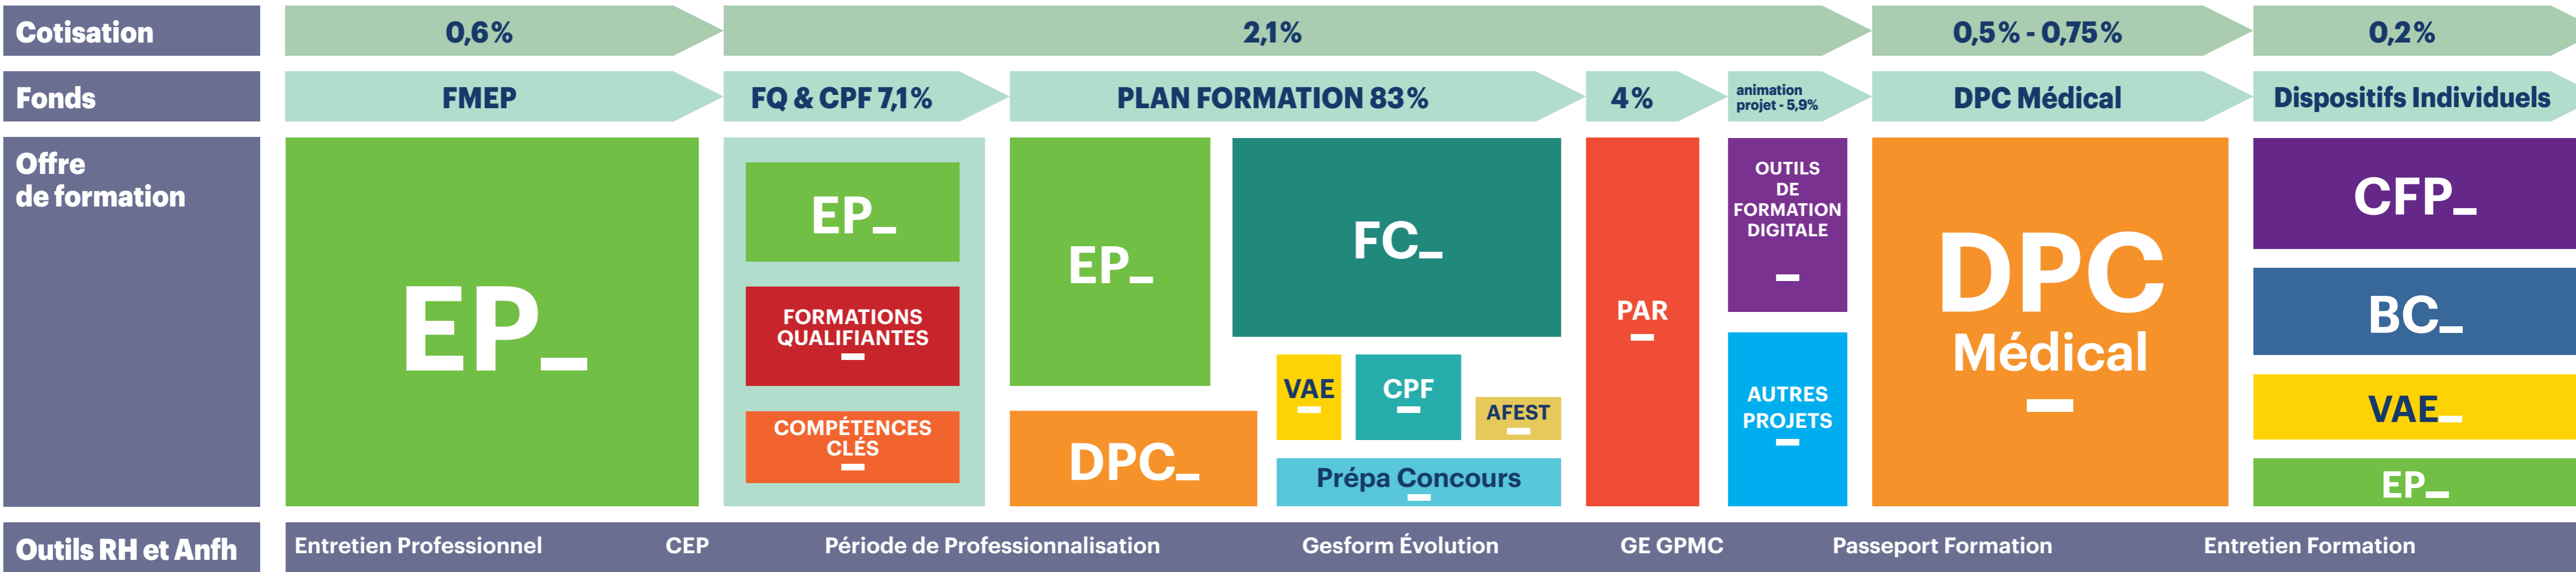 Cotisation
0,6%
2,1%
0,5% - 0,75%
0,2%
Fonds
FMEP
FQ & CPF 7,1%
PLAN FORMATION 83%
4%
animation
projet - 5,9%
DPC Médical
Dispositifs Individuels
Offre
de formation
EP_
EP_
FORMATIONS
QUALIFIANTES
_
COMPÉTENCES
CLÉS
_
EP_
DPC_
FC_
VAE
_
CPF
_
AFEST
_
Prépa Concours
_
PAR
_
OUTILS
DE
FORMATION
DIGITALE
_
AUTRES
PROJETS
_
DPC
Médical
_
CFP_
BC_
VAE_
EP_
Outils RH et Anfh
Entretien Professionnel
CEP
Période de Professionnalisation
Gesform Évolution
GE GPMC
Passeport Formation
Entretien Formation